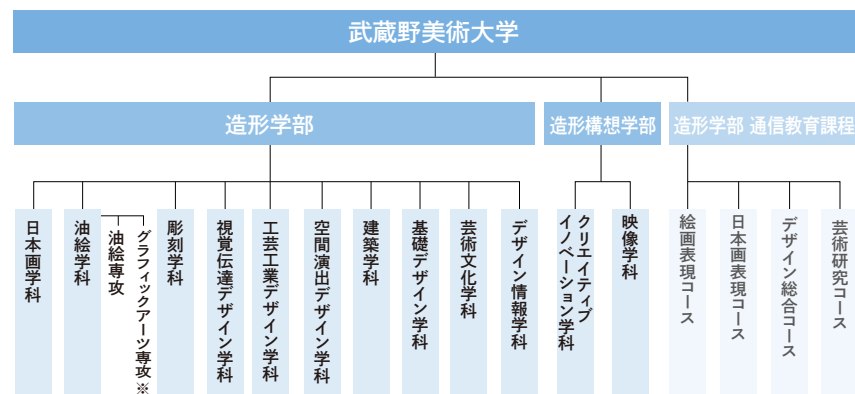 武蔵野美術大学
造形学部
造形構想学部
造形学部 通信教育課程
日本画学科
油絵学科
油絵専攻
グラフィックアーツ専攻※
彫刻学科
視覚伝達デザイン学科
工芸工業デザイン学科
空間演出デザイン学科
建築学科
基礎デザイン学科
芸術文化学科
デザイン情報学科
クリエイティブ
イノベーション学科
映像学科
絵画表現コース
日本画表現コース
デザイン総合コース
芸術研究コース